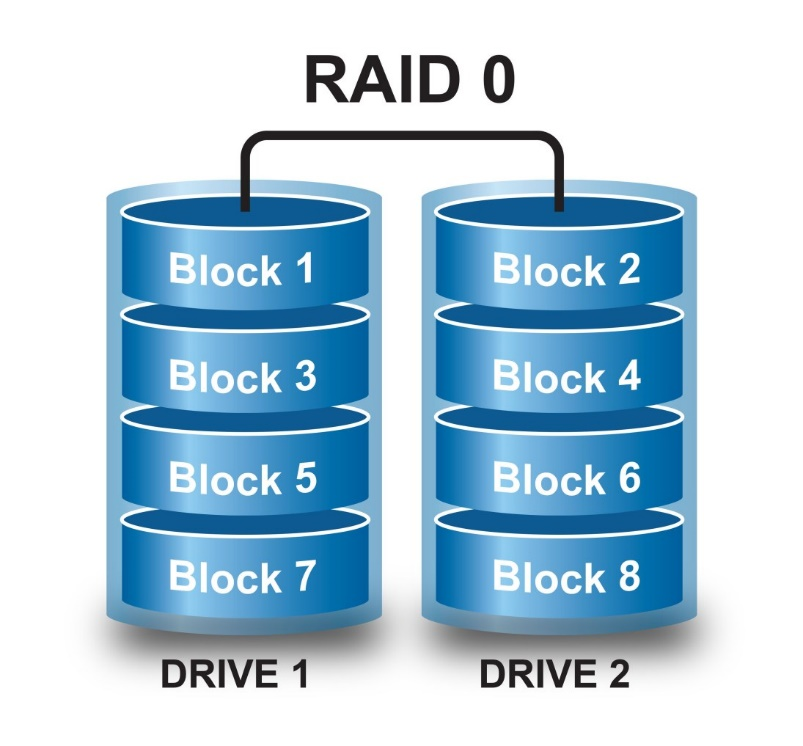 RAID 0
Block 1
Block 2
Block 3
Block 4
Block 5
Block 6
Block 7
Block 8
DRIVE 1
DRIVE 2